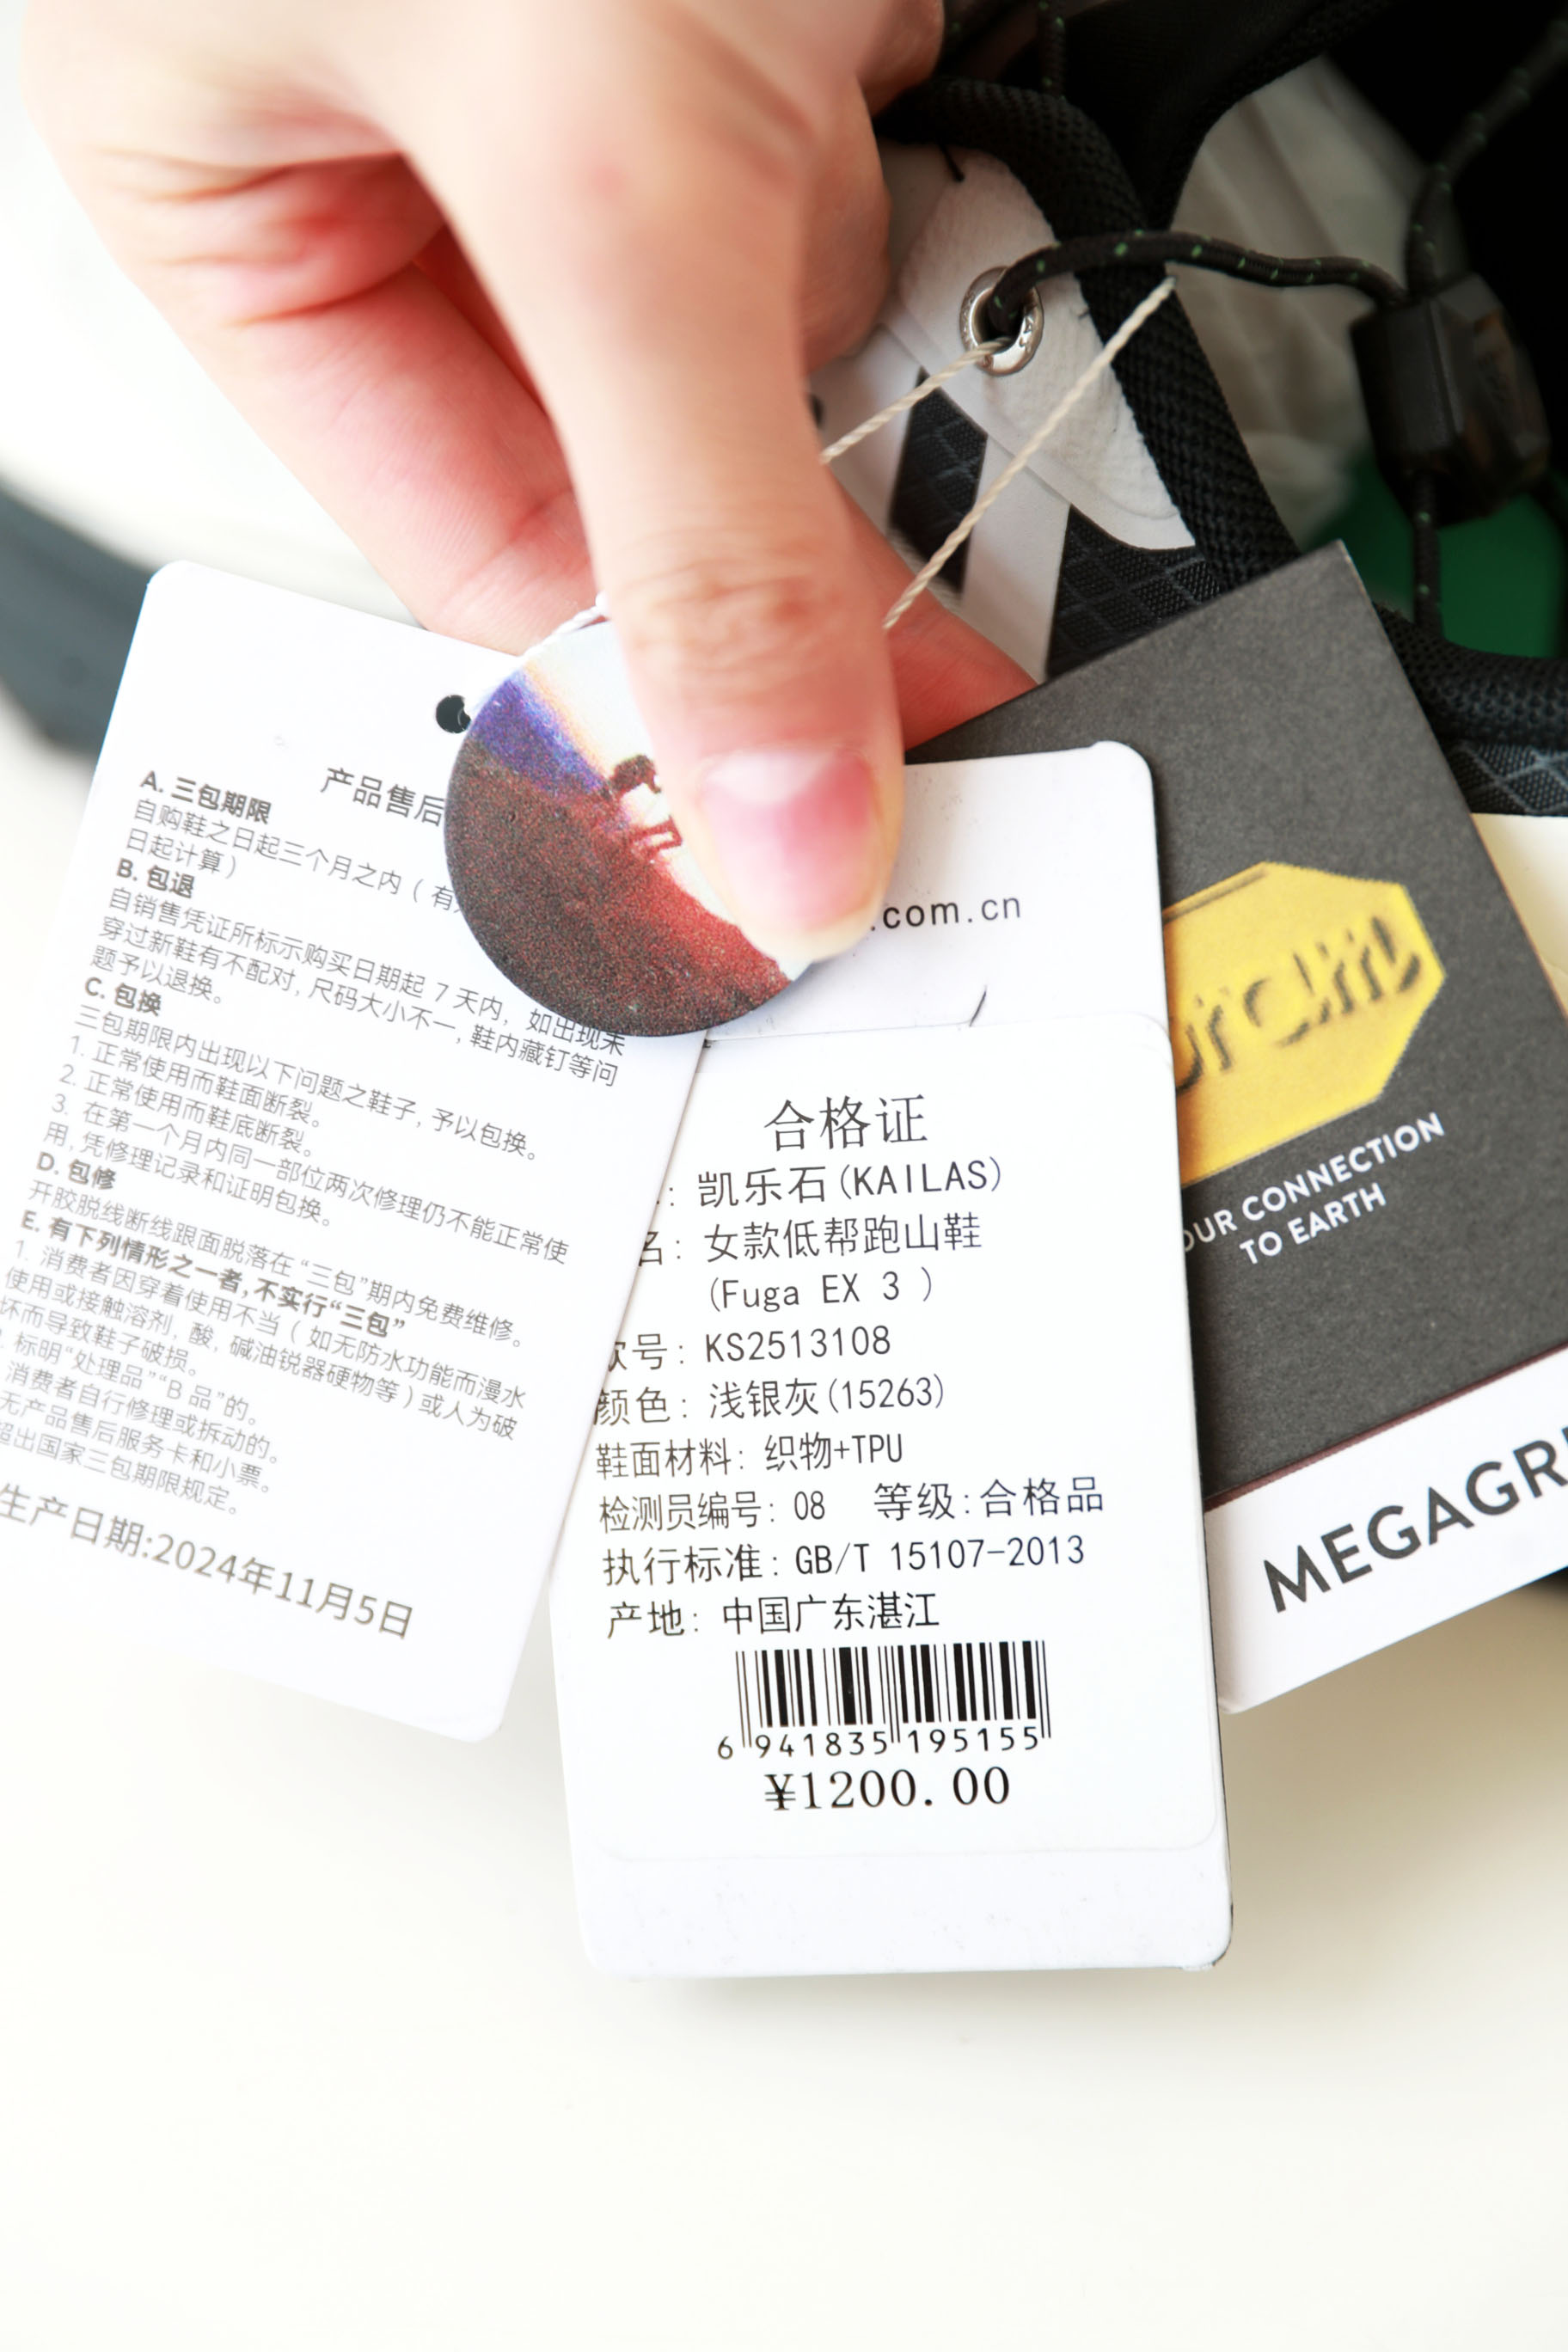 产品售后
A. 三包期限
自购鞋之日起三个月之内（有
日起计算）
B. 包退
自销售凭证所标示购买日期起 7 天内, 如出现未
穿过新鞋有不配对, 尺码大小不一, 鞋内藏钉等问
题予以退换。
C. 包换
三包期限内出现以下问题之鞋子, 予以包换。
1. 正常使用而鞋面断裂。
2. 正常使用而鞋底断裂。
3. 在第一个月内同一部位两次修理仍不能正常使
用, 凭修理记录和证明包换。
D. 包修
开胶脱线断线跟面脱落在“三包”期内免费维修。
E. 有下列情形之一者, 不实行“三包”
1. 消费者因穿着使用不当（如无防水功能而漫水
使用或接触溶剂, 酸, 碱油锐器硬物等）或人为破
坏而导致鞋子破损。
标明“处理品”“B 品”的。
消费者自行修理或拆动的。
无产品售后服务卡和小票。
超出国家三包期限规定。
生产日期:2024年11月5日
.com.cn
合格证
: 凯乐石(KAILAS)
名: 女款低帮跑山鞋
(Fuga EX 3 )
款号: KS2513108
颜色: 浅银灰(15263)
鞋面材料: 织物+TPU
检测员编号: 08 等级:合格品
执行标准: GB/T 15107-2013
产地: 中国广东湛江
6 941835 195155
¥1200.00
OUR CONNECTION
TO EARTH
MEGAGRI